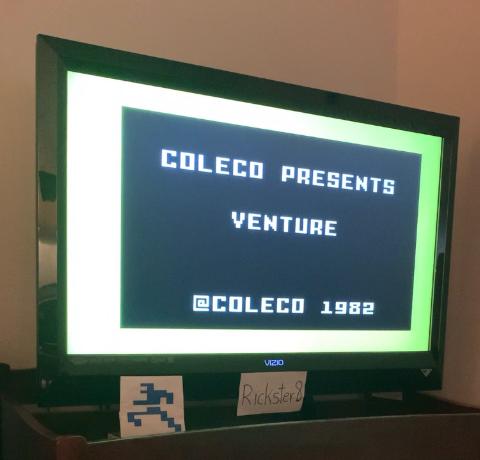 COLECO PRESENTS
VENTURE
@COLECO 1982
VIZIO
Rickster8